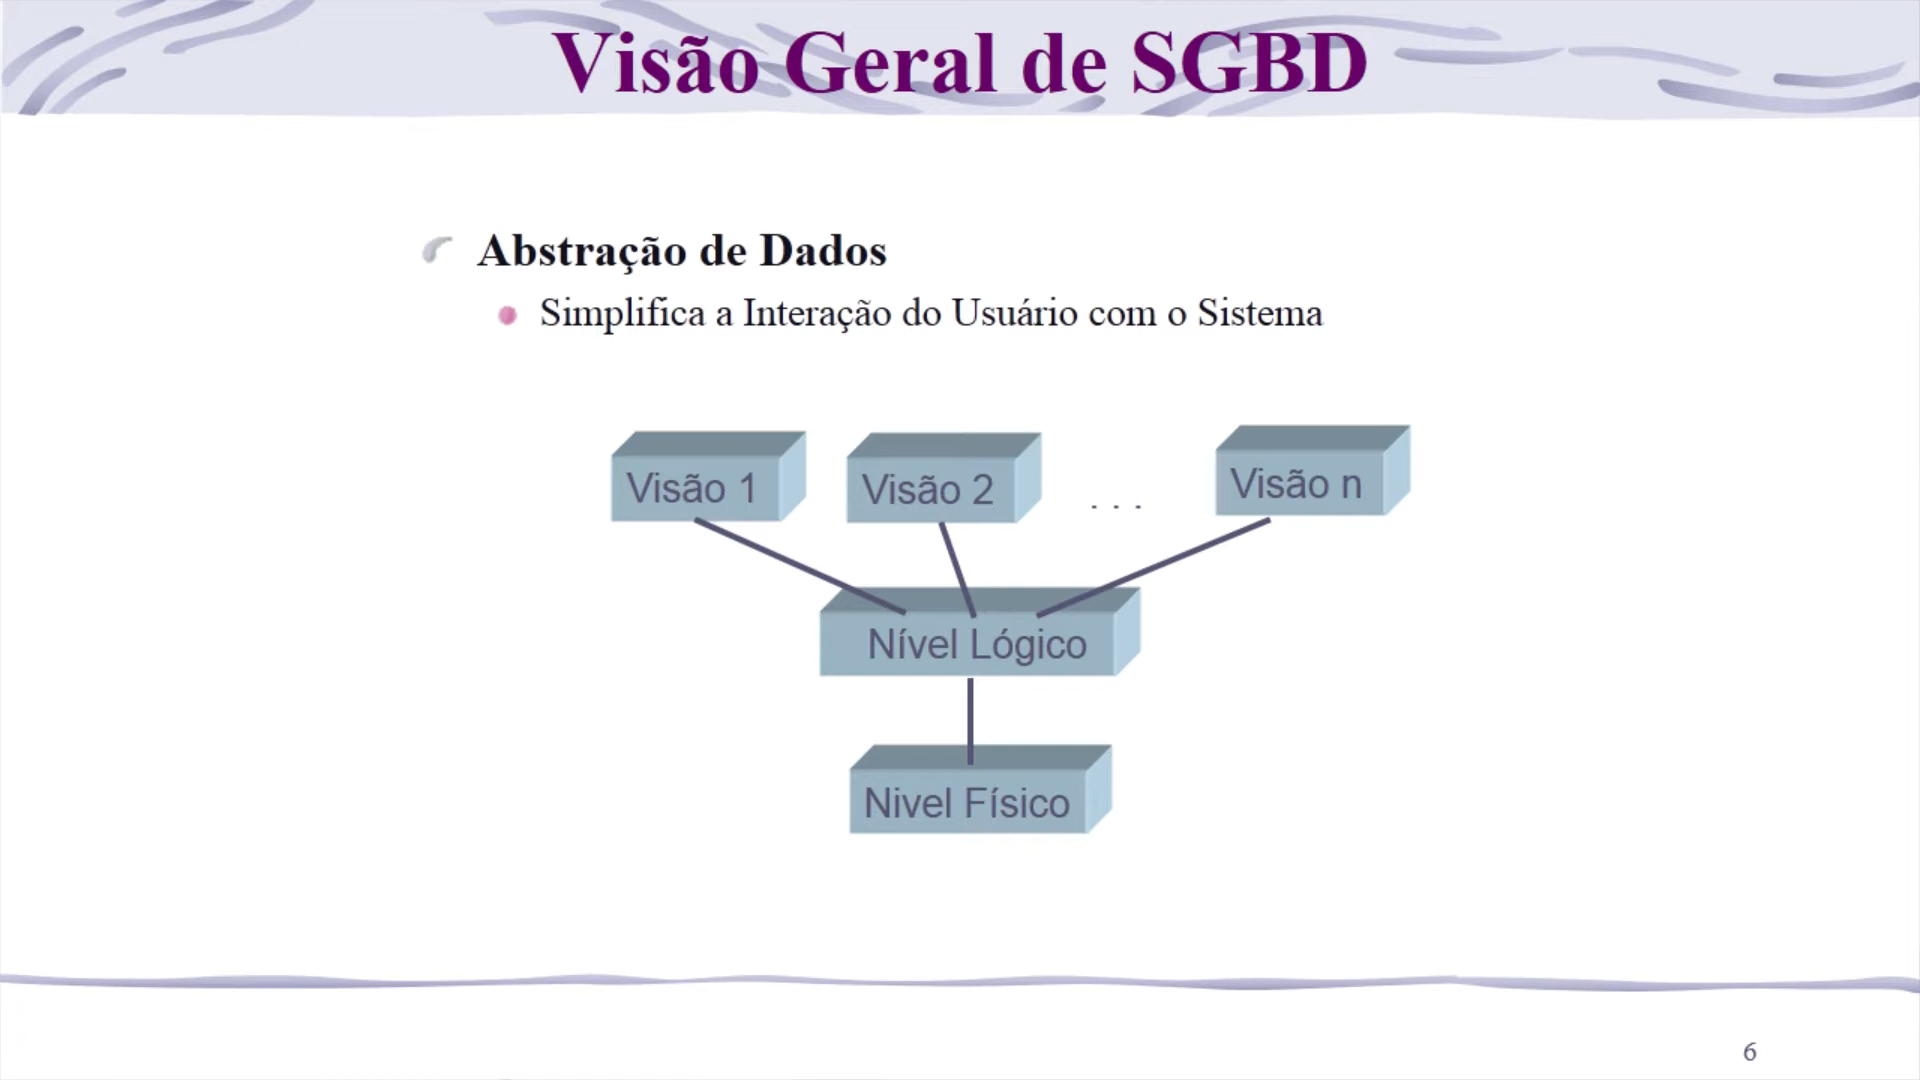 Visão Geral de SGBD
Abstração de Dados
Simplifica a Interação do Usuário com o Sistema
Visão 1
Visão 2
. . .
Visão n
Nível Lógico
Nivel Físico
6